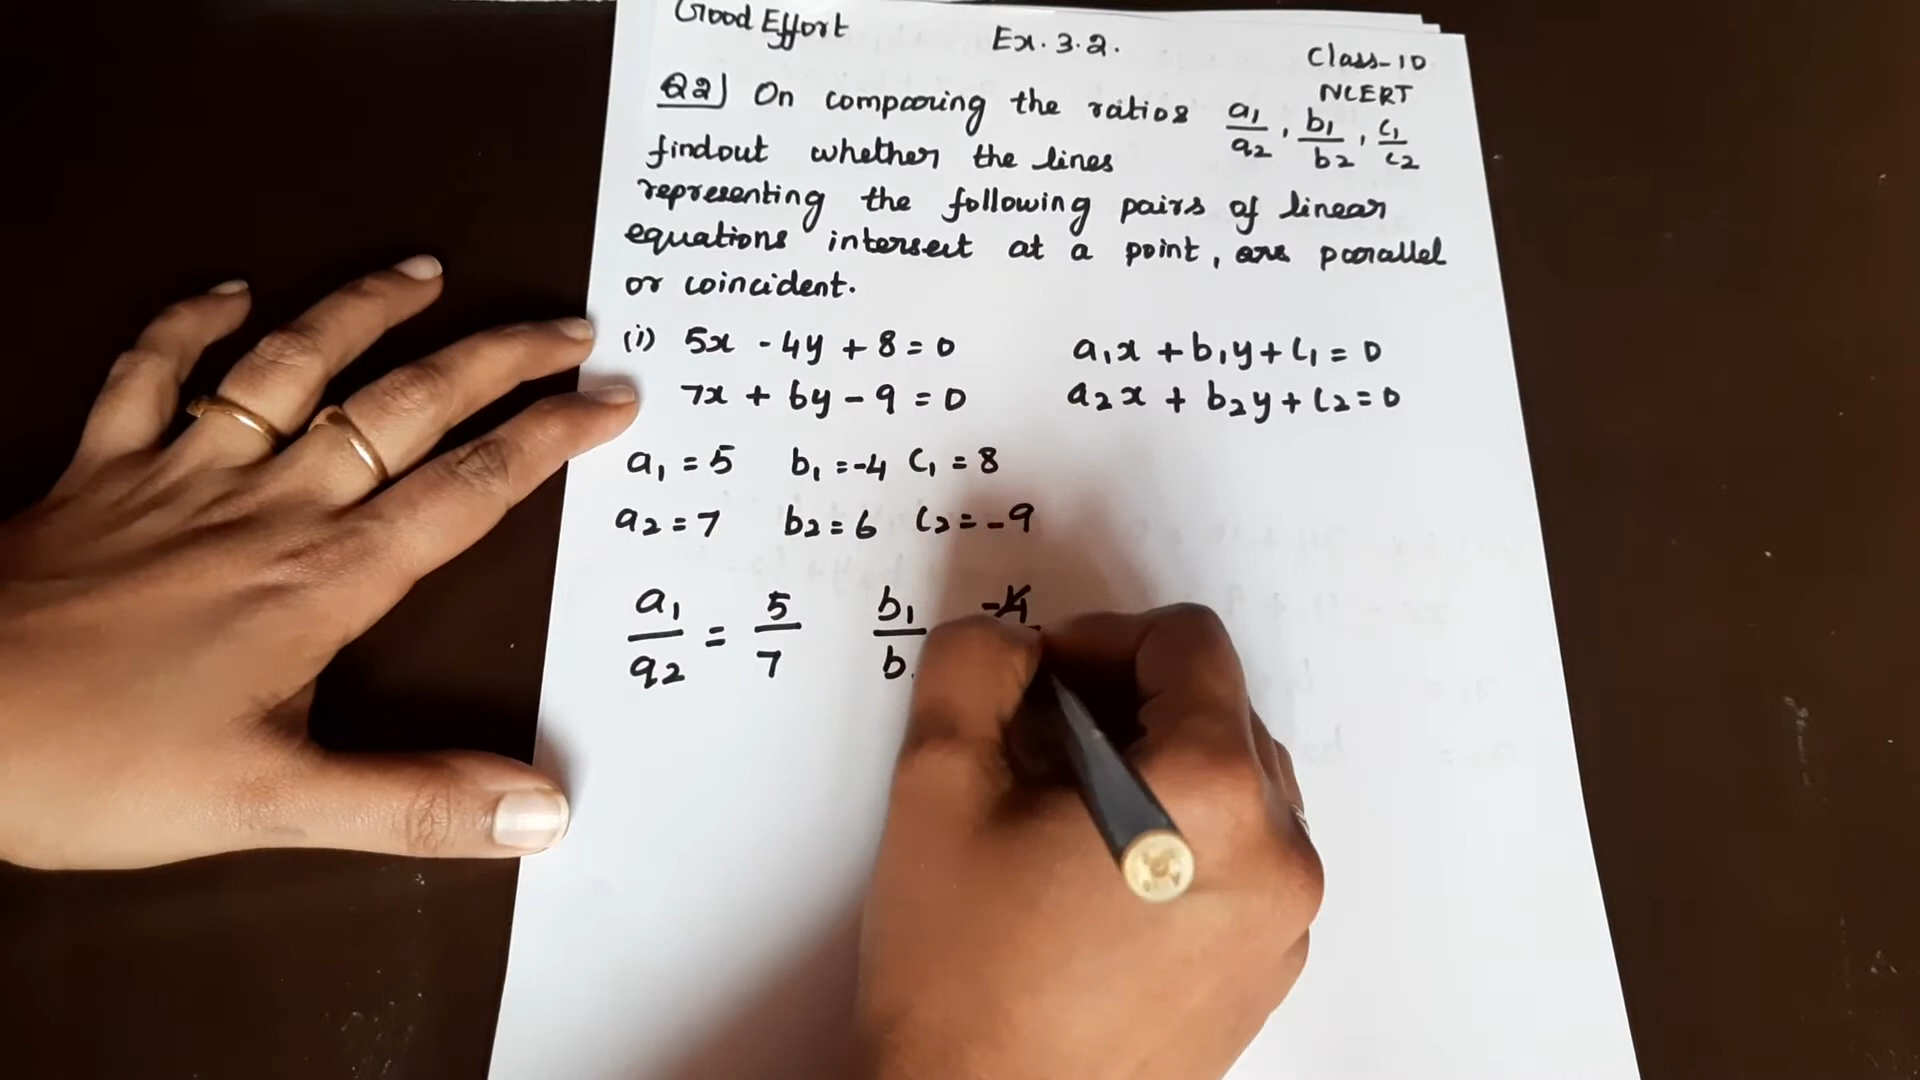 Good Effort Ex. 3.2. Class-10
NCERT
Q2) On comparing the ratios a₁/a₂, b₁/b₂, c₁/c₂
findout whether the lines
representing the following pairs of linear
equations intersect at a point, are parallel
or coincident.
(i) 5x - 4y + 8 = 0 a₁x + b₁y + c₁ = 0
7x + 6y - 9 = 0 a₂x + b₂y + c₂ = 0
a₁ = 5 b₁ = -4 c₁ = 8
a₂ = 7 b₂ = 6 c₂ = -9
a₁/a₂ = 5/7 b₁/b -4